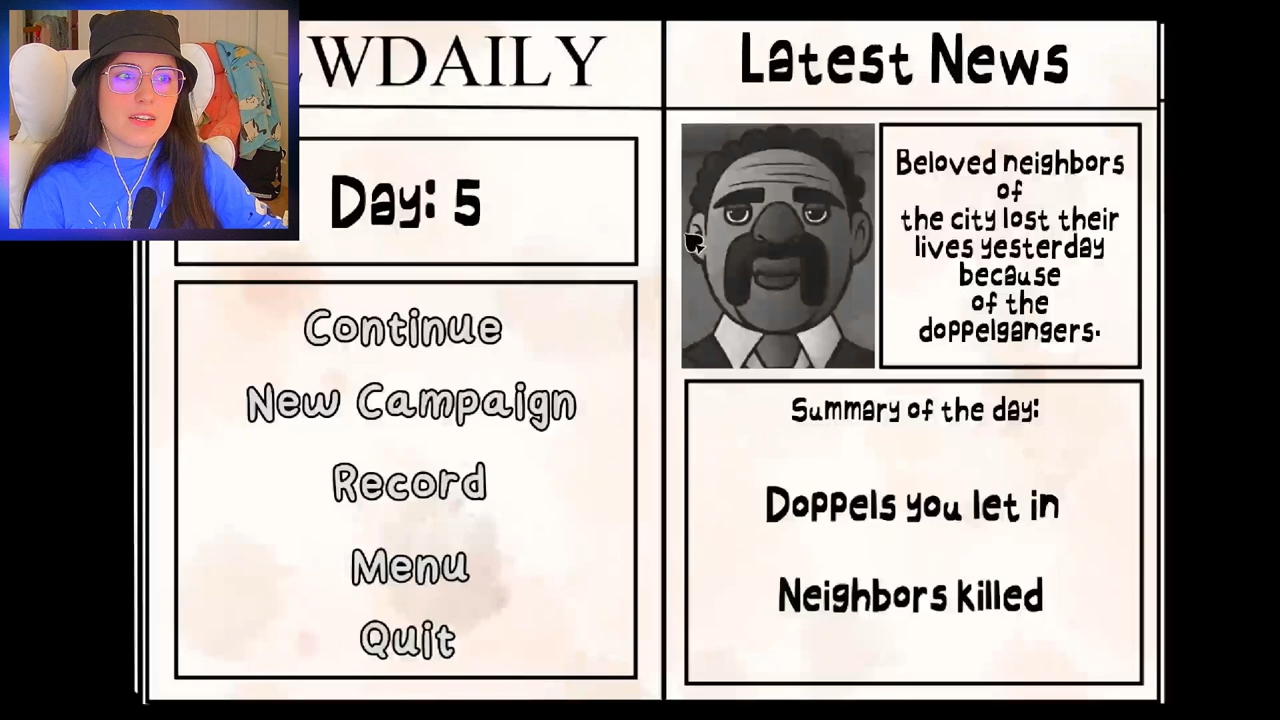 WDAILY
Latest News
Day: 5
Continue
New Campaign
Record
Menu
Quit
Beloved neighbors
of
the city lost their
lives yesterday
because
of the
doppelgangers.
Summary of the day:
Doppels you let in
Neighbors killed